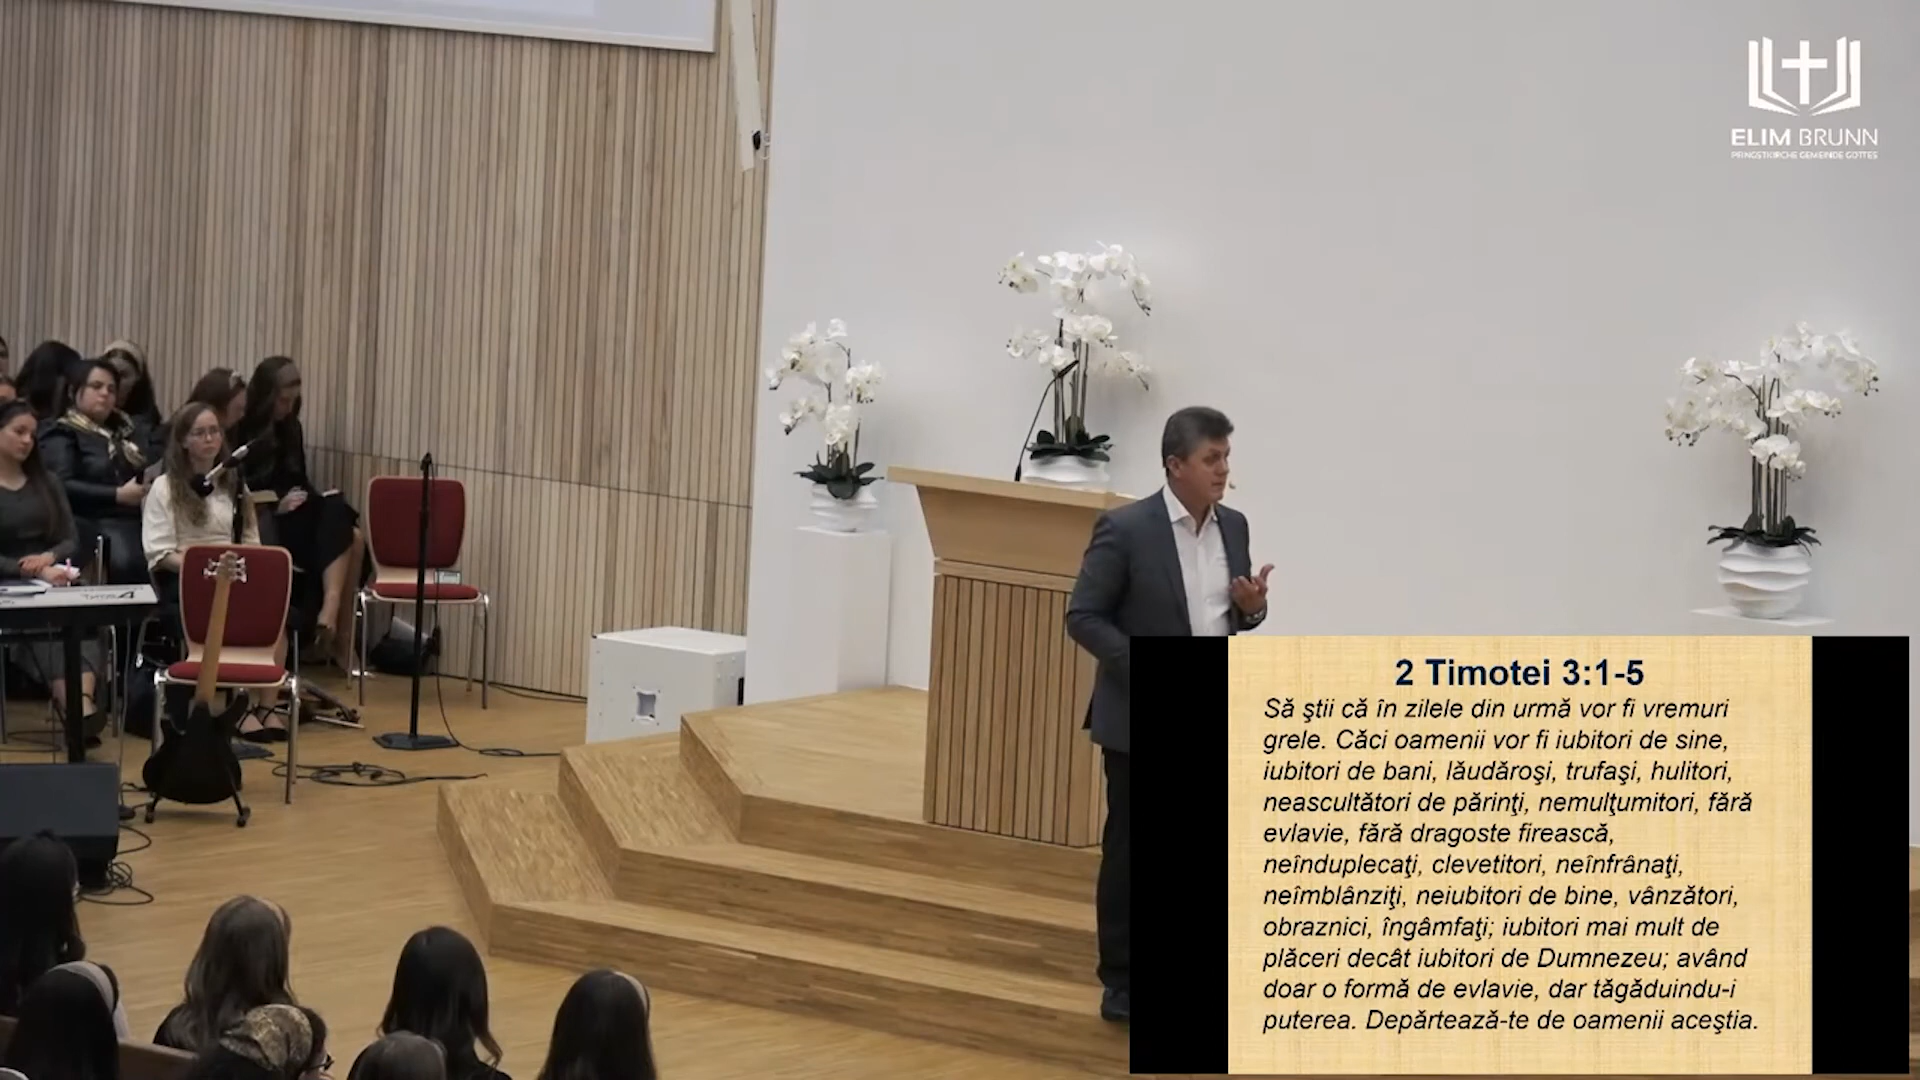 ELIM BRUNN
PFINGSTKIRCHE GEMEINDE GOTTES
2 Timotei 3:1-5
Să ştii că în zilele din urmă vor fi vremuri
grele. Căci oamenii vor fi iubitori de sine,
iubitori de bani, lăudăroşi, trufaşi, hulitori,
neascultători de părinţi, nemulţumitori, fără
evlavie, fără dragoste firească,
neînduplecaţi, clevetitori, neînfrânaţi,
neîmblânziţi, neiubitori de bine, vânzători,
obraznici, îngâmfaţi; iubitori mai mult de
plăceri decât iubitori de Dumnezeu; având
doar o formă de evlavie, dar tăgăduindu-i
puterea. Depărtează-te de oamenii aceştia.